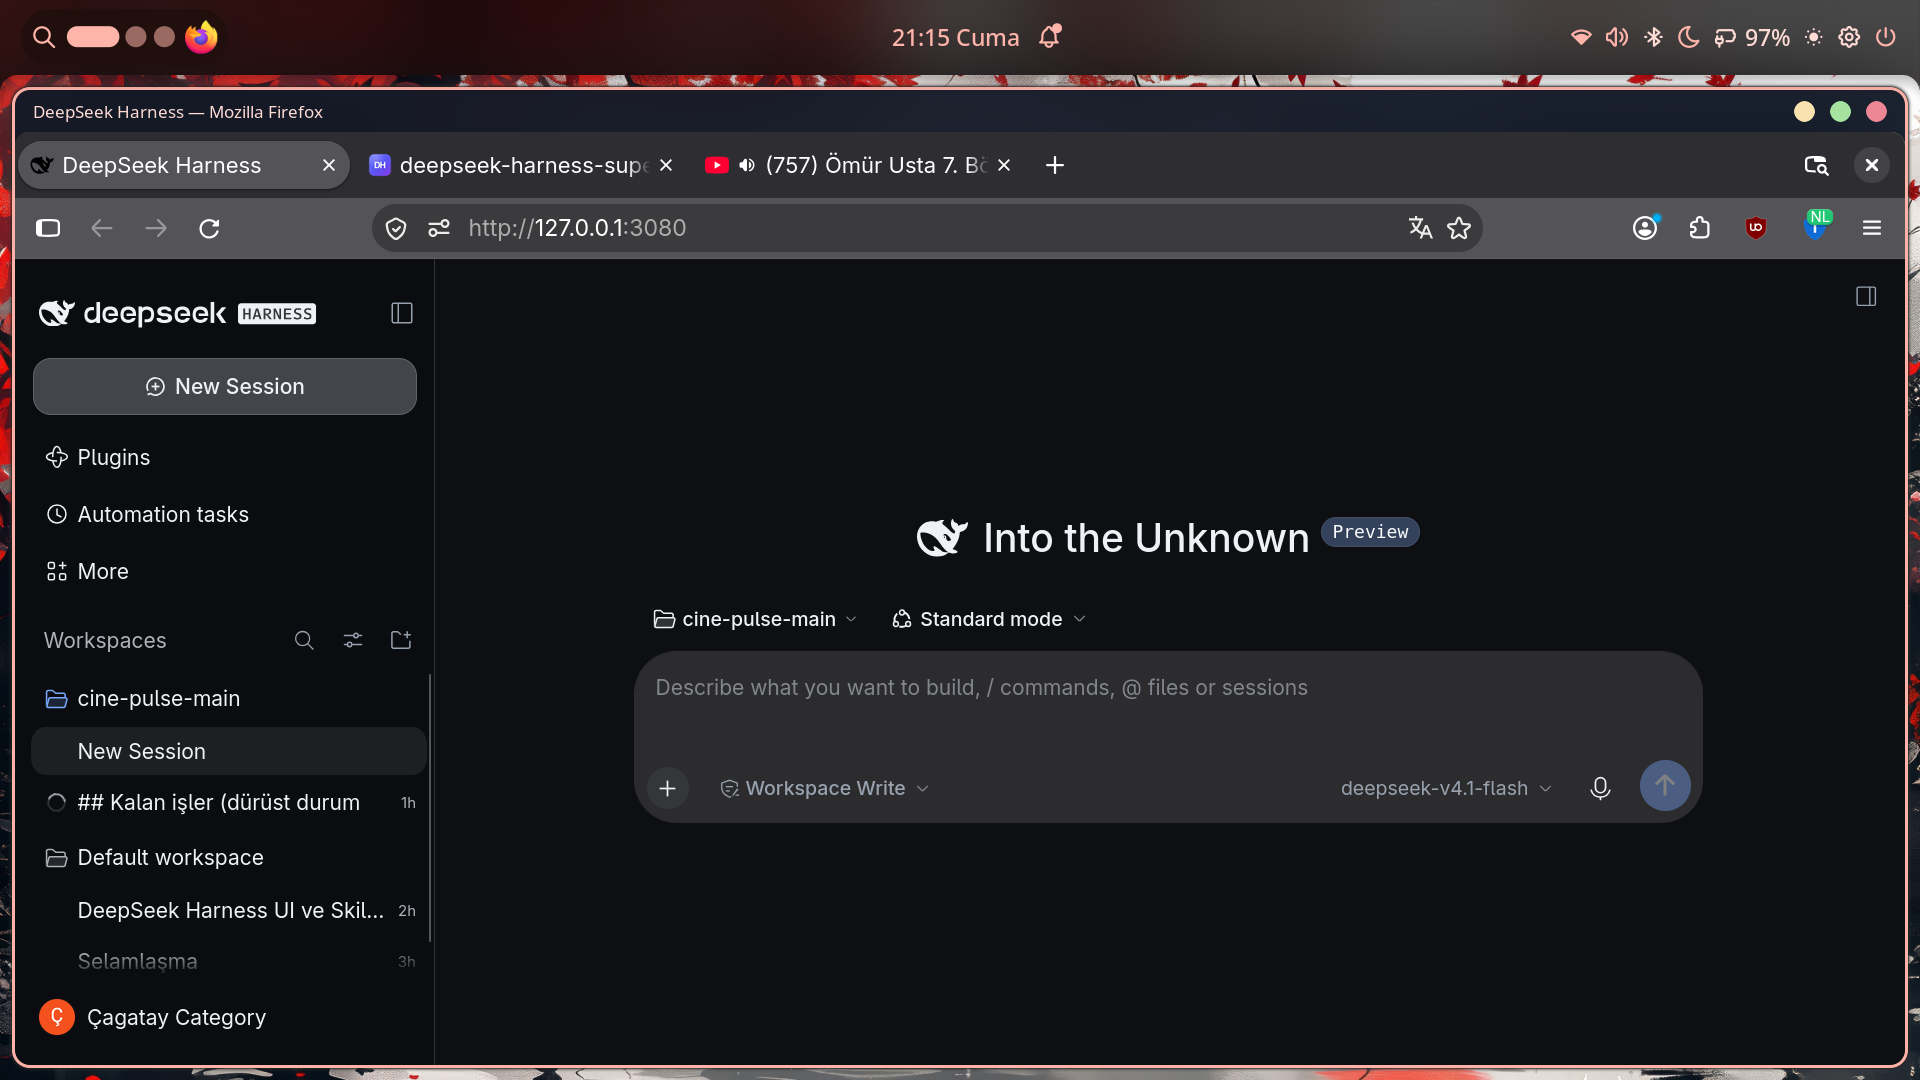 21:15 Cuma
97%
DeepSeek Harness — Mozilla Firefox
DeepSeek Harness
DH deepseek-harness-supe
(757) Ömür Usta 7. Bö
http://127.0.0.1:3080
NL
deepseek HARNESS
New Session
Plugins
Automation tasks
More
Workspaces
cine-pulse-main
New Session
## Kalan işler (dürüst durum 1h
Default workspace
DeepSeek Harness UI ve Skil... 2h
Selamlaşma 3h
Ç Çagatay Category
Into the Unknown Preview
cine-pulse-main Standard mode
Describe what you want to build, / commands, @ files or sessions
Workspace Write deepseek-v4.1-flash